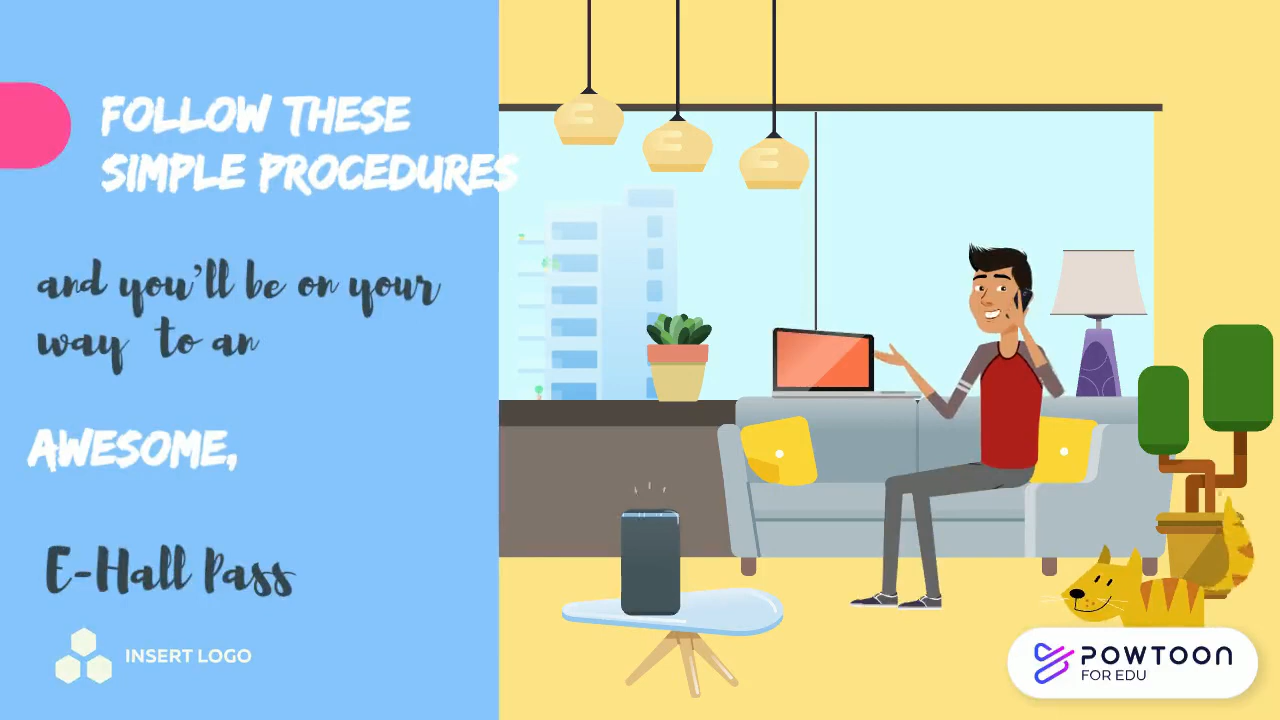 FOLLOW THESE
SIMPLE PROCEDURES
and you'll be on your
way to an
AWESOME,
E-Hall Pass
INSERT LOGO
POWTOON
FOR EDU